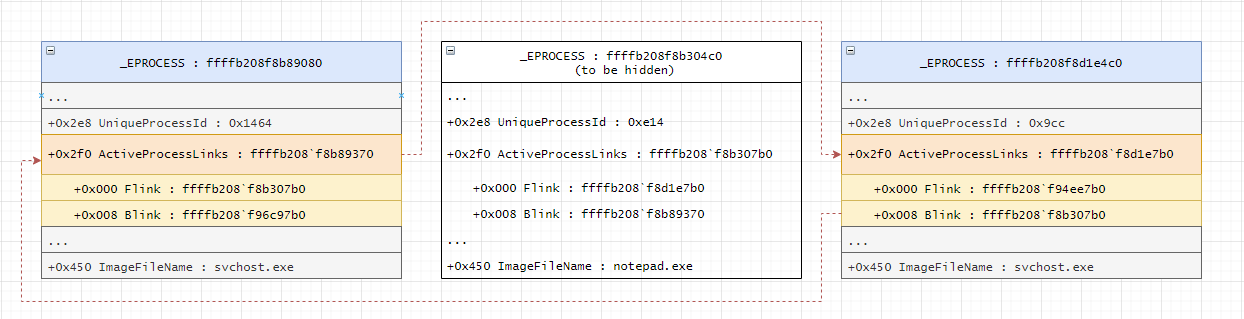 _EPROCESS : ffffb208f8b89080
...
+0x2e8 UniqueProcessId : 0x1464
+0x2f0 ActiveProcessLinks : ffffb208`f8b89370
+0x000 Flink : ffffb208`f8b307b0
+0x008 Blink : ffffb208`f96c97b0
...
+0x450 ImageFileName : svchost.exe
_EPROCESS : ffffb208f8b304c0
(to be hidden)
...
+0x2e8 UniqueProcessId : 0xe14
+0x2f0 ActiveProcessLinks : ffffb208`f8b307b0
+0x000 Flink : ffffb208`f8d1e7b0
+0x008 Blink : ffffb208`f8b89370
...
+0x450 ImageFileName : notepad.exe
_EPROCESS : ffffb208f8d1e4c0
...
+0x2e8 UniqueProcessId : 0x9cc
+0x2f0 ActiveProcessLinks : ffffb208`f8d1e7b0
+0x000 Flink : ffffb208`f94ee7b0
+0x008 Blink : ffffb208`f8b307b0
...
+0x450 ImageFileName : svchost.exe